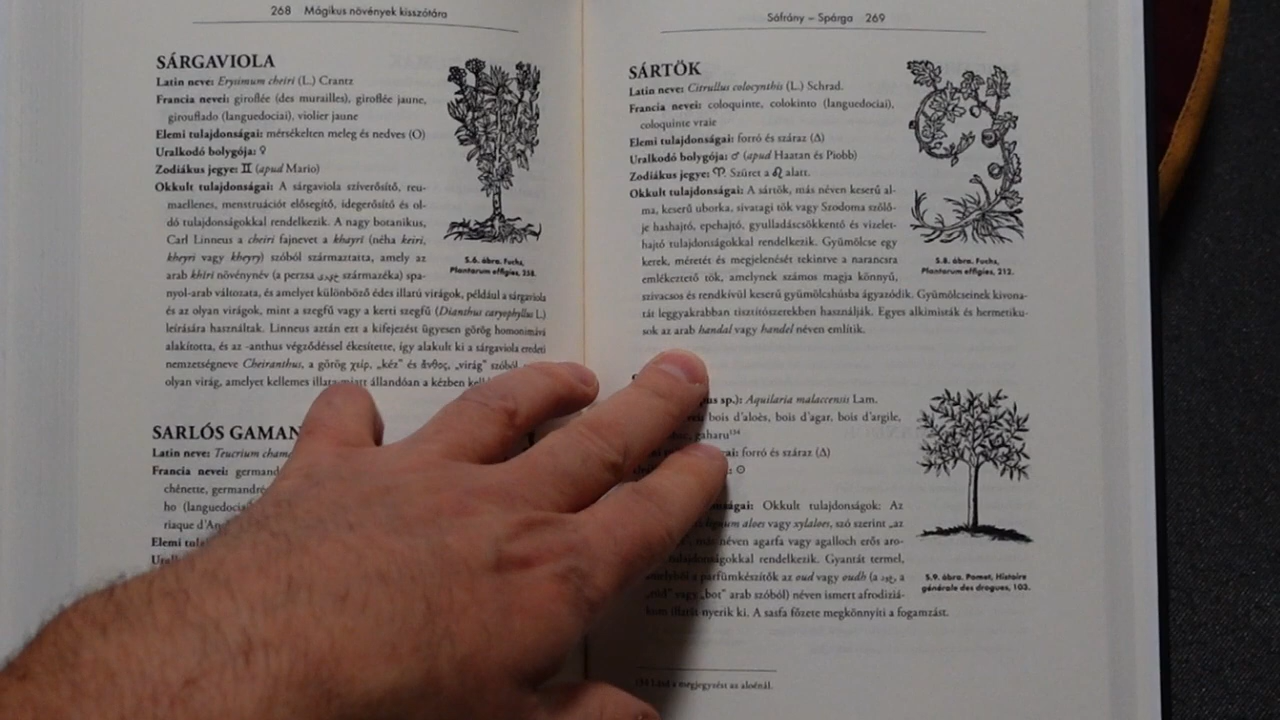 268 Mágikus növények kisszótára
SÁRGAVIOLA
Latin neve: Erysimum cheiri (L.) Crantz
Francia nevei: giroflée (des murailles), giroflée jaune,
girouflado (languedociai), violier jaune
Elemi tulajdonságai: mérsékelten meleg és nedves (O)
Uralkodó bolygója: ♀
Zodiákus jegye: ♊ (apud Mario)
Okkult tulajdonságai: A sárgaviola szíverősítő, reu-
maellenes, menstruációt elősegítő, idegerősítő és ol-
dó tulajdonságokkal rendelkezik. A nagy botanikus,
Carl Linneus a cheiri fajnevet a khayrī (néha keiri,
kheyri vagy kheyry) szóból származtatta, amely az
arab khīrī növénynév (a perzsa származéka) spa-
nyol-arab változata, és amelyet különböző édes illatú virágok, például a sárgaviola
és az olyan virágok, mint a szegfű vagy a kerti szegfű (Dianthus caryophyllus L.)
leírására használtak. Linneus aztán ezt a kifejezést ügyesen görög homonimává
alakította, és az -anthus végződéssel ékesítette, így alakult ki a sárgaviola eredeti
nemzetségneve Cheiranthus, a görög χείρ, „kéz” és ἄνθος, „virág” szóból
olyan virág, amelyet kellemes illata miatt állandóan a kézben
5.6. ábra. Fuchs,
Plantarum effigies, 258.
SARLÓS GAMAN
Latin neve: Teucrium
Francia nevei:
chênette, germandré
ho (languedocia
riaque
Elemi
Säfrány – Spárga 269
SÁRTÖK
Latin neve: Citrullus colocynthis (L.) Schrad.
Francia nevei: coloquinte, colokinto (languedociai),
coloquinte vraie
Elemi tulajdonságai: forró és száraz (Δ)
Uralkodó bolygója: ♂ (apud Haatan és Piobb)
Zodiákus jegye: ♈. Szüret a ♌ alatt.
Okkult tulajdonságai: A sártök, más néven keserű al-
ma, keserű uborka, sivatagi tök vagy Szodoma szőlő-
je hashajtó, epehajtó, gyulladáscsökkentő és vizelet-
hajtó tulajdonságokkal rendelkezik. Gyümölcse egy
kerek, méretét és megjelenését tekintve a narancsra
emlékeztető tök, amelynek számos magja könnyű,
szivacsos és rendkívül keserű gyümölcshúsba ágyazódik. Gyümölcseinek kivona-
tát leggyakrabban tisztítószerekben használják. Egyes alkimisták és hermetiku-
sok az arab handal vagy handel néven említik.
5.8. ábra. Fuchs,
Plantarum effigies, 212.
sp.): Aquilaria malaccensis Lam.
bois d’aloès, bois d’agar, bois d’argile,
gaharu¹³⁴
forró és száraz (Δ)
: ☉
Okkult tulajdonságok: Az
lignum aloes vagy xylaloes, szó szerint „az
néven agarfa vagy agalloch erős aro-
tulajdonságokkal rendelkezik. Gyantát termel,
parfümkészítők az oud vagy oudh (a , a
vagy „bot” arab szóból) néven ismert afrodiziá-
nyerik ki. A sasfa főzete megkönnyíti a fogamzást.
5.9. ábra. Pomet, Histoire
générale des drogues, 103.
134 Lásd a megjegyzést az aloénál.